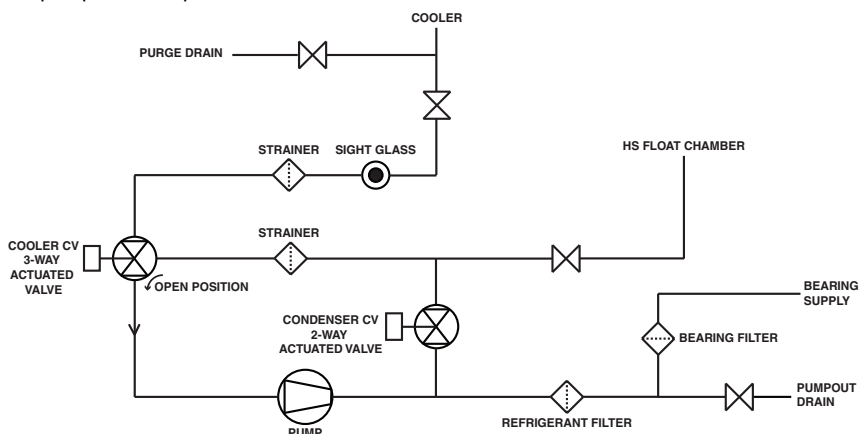 COOLER
PURGE DRAIN
STRAINER
SIGHT GLASS
HS FLOAT CHAMBER
STRAINER
COOLER CV
3-WAY
ACTUATED
VALVE
OPEN POSITION
BEARING
SUPPLY
CONDENSER CV
2-WAY
ACTUATED VALVE
BEARING FILTER
PUMPOUT
DRAIN
REFRIGERANT FILTER
PUMP